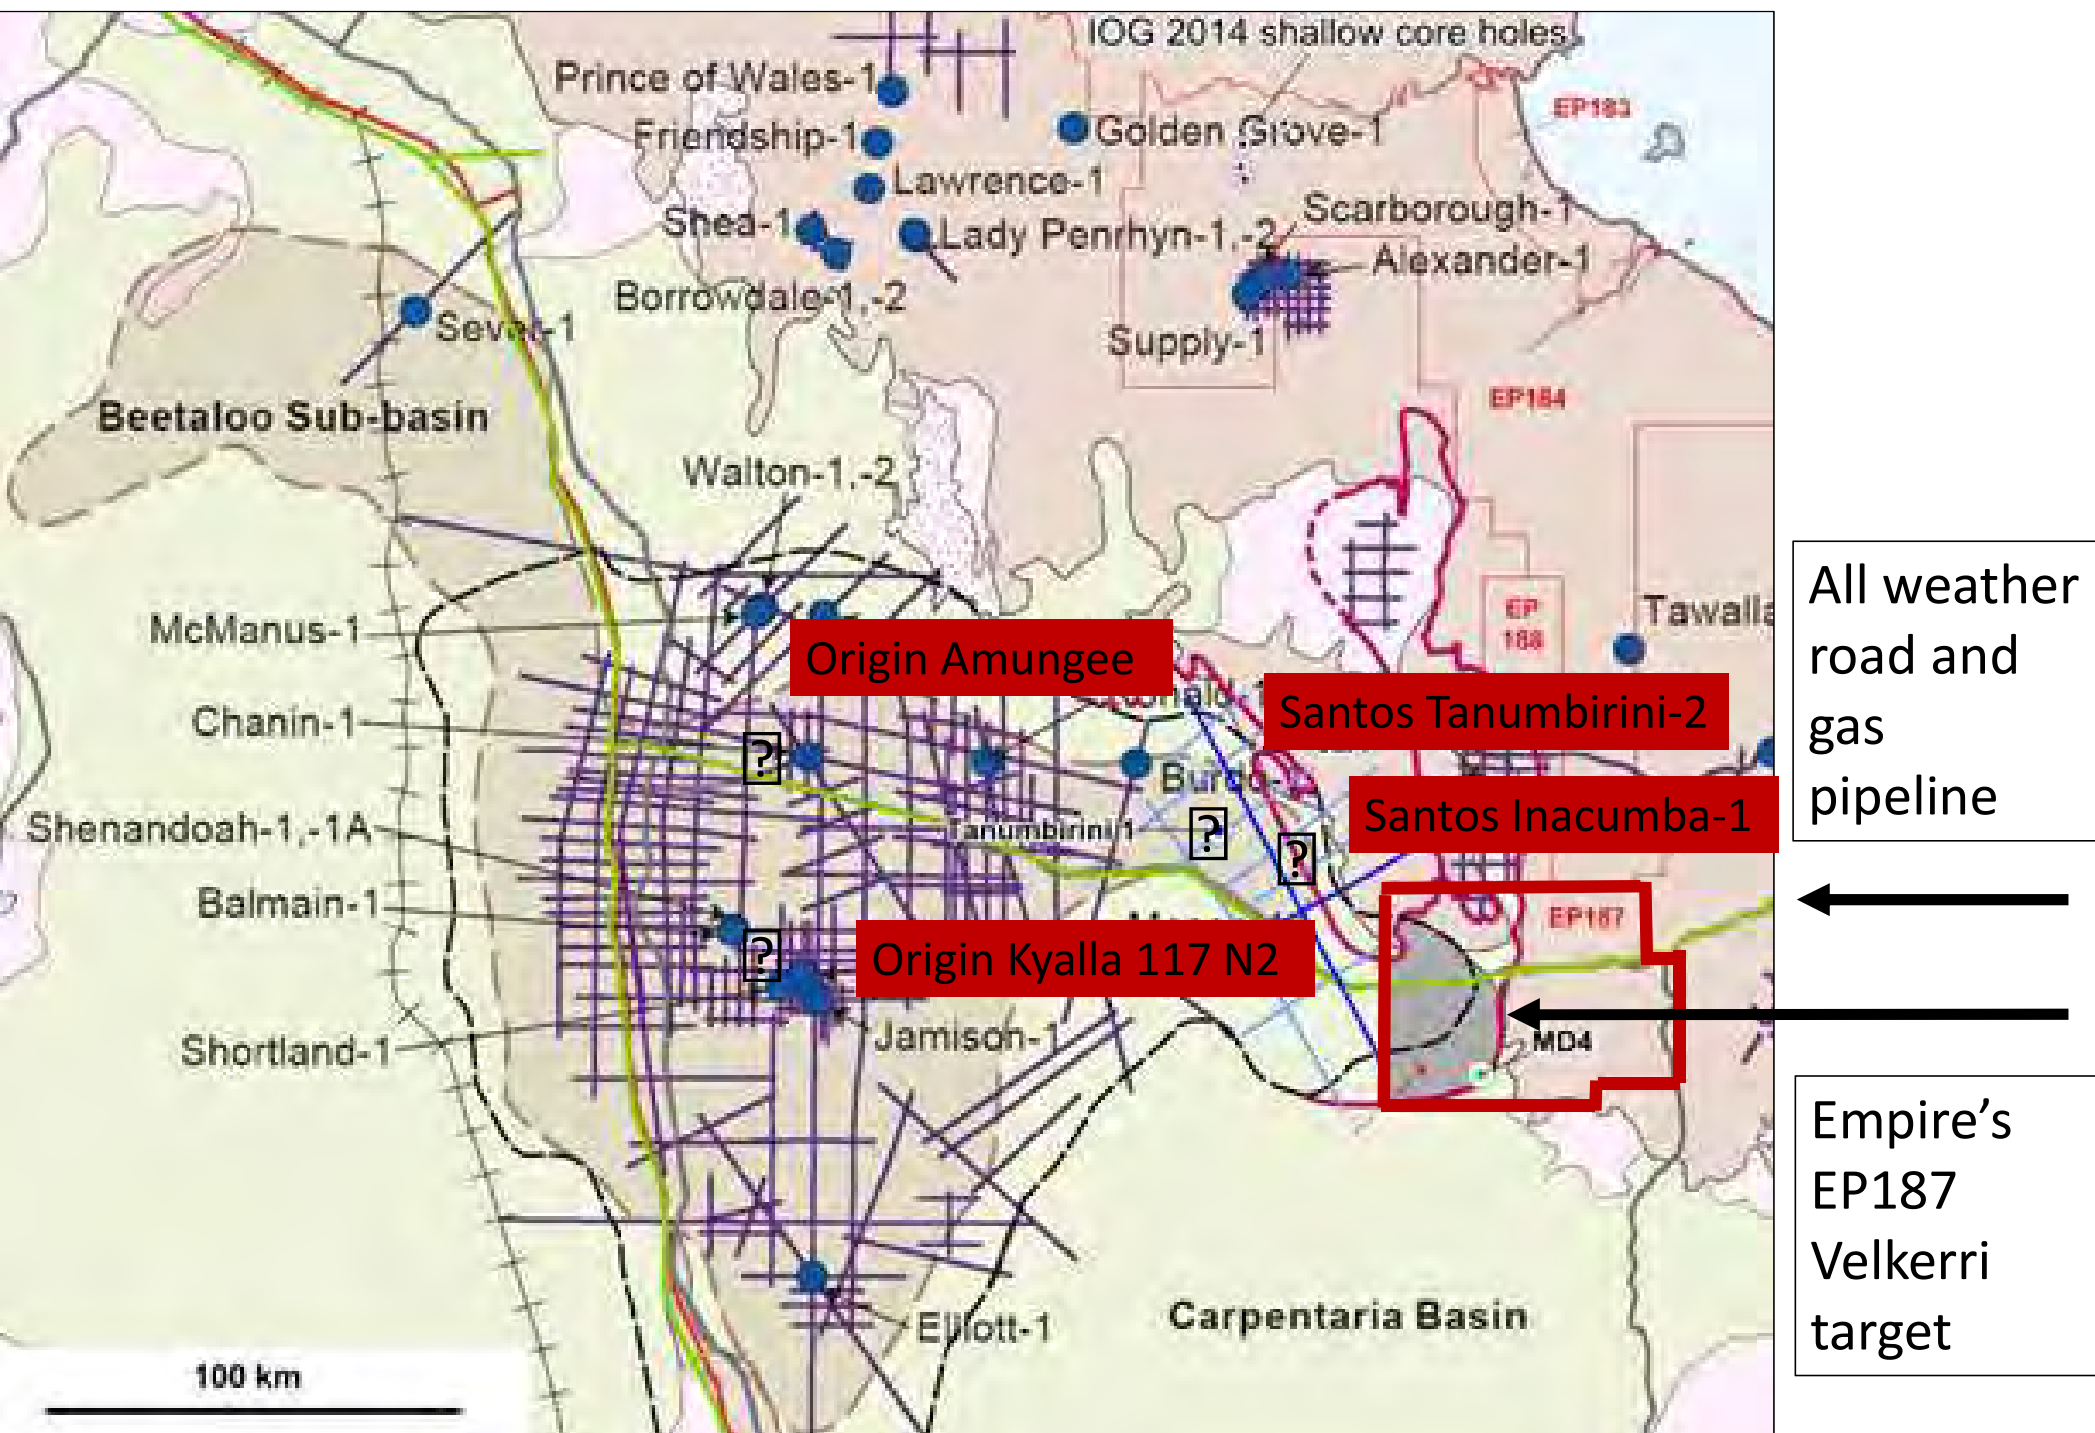 IOG 2014 shallow core holes
Prince of Wales-1
EP183
Friendship-1
Golden Grove-1
Lawrence-1
Shea-1
Scarborough-1
Lady Penrhyn-1,-2
Alexander-1
Borrowdale-1,-2
Sever-1
Supply-1
EP184
Beetaloo Sub-basin
Walton-1,-2
All weather
road and
gas
pipeline
McManus-1
EP
188
Origin Amungee
Santos Tanumbirini-2
Chanin-1
?
Santos Inacumba-1
Shenandoah-1,-1A
Tanumbirini 1
?
?
Balmain-1
EP187
?
Origin Kyalla 117 N2
Shortland-1
Jamison-1
MD4
Empire’s
EP187
Velkerri
target
Elliott-1
Carpentaria Basin
100 km